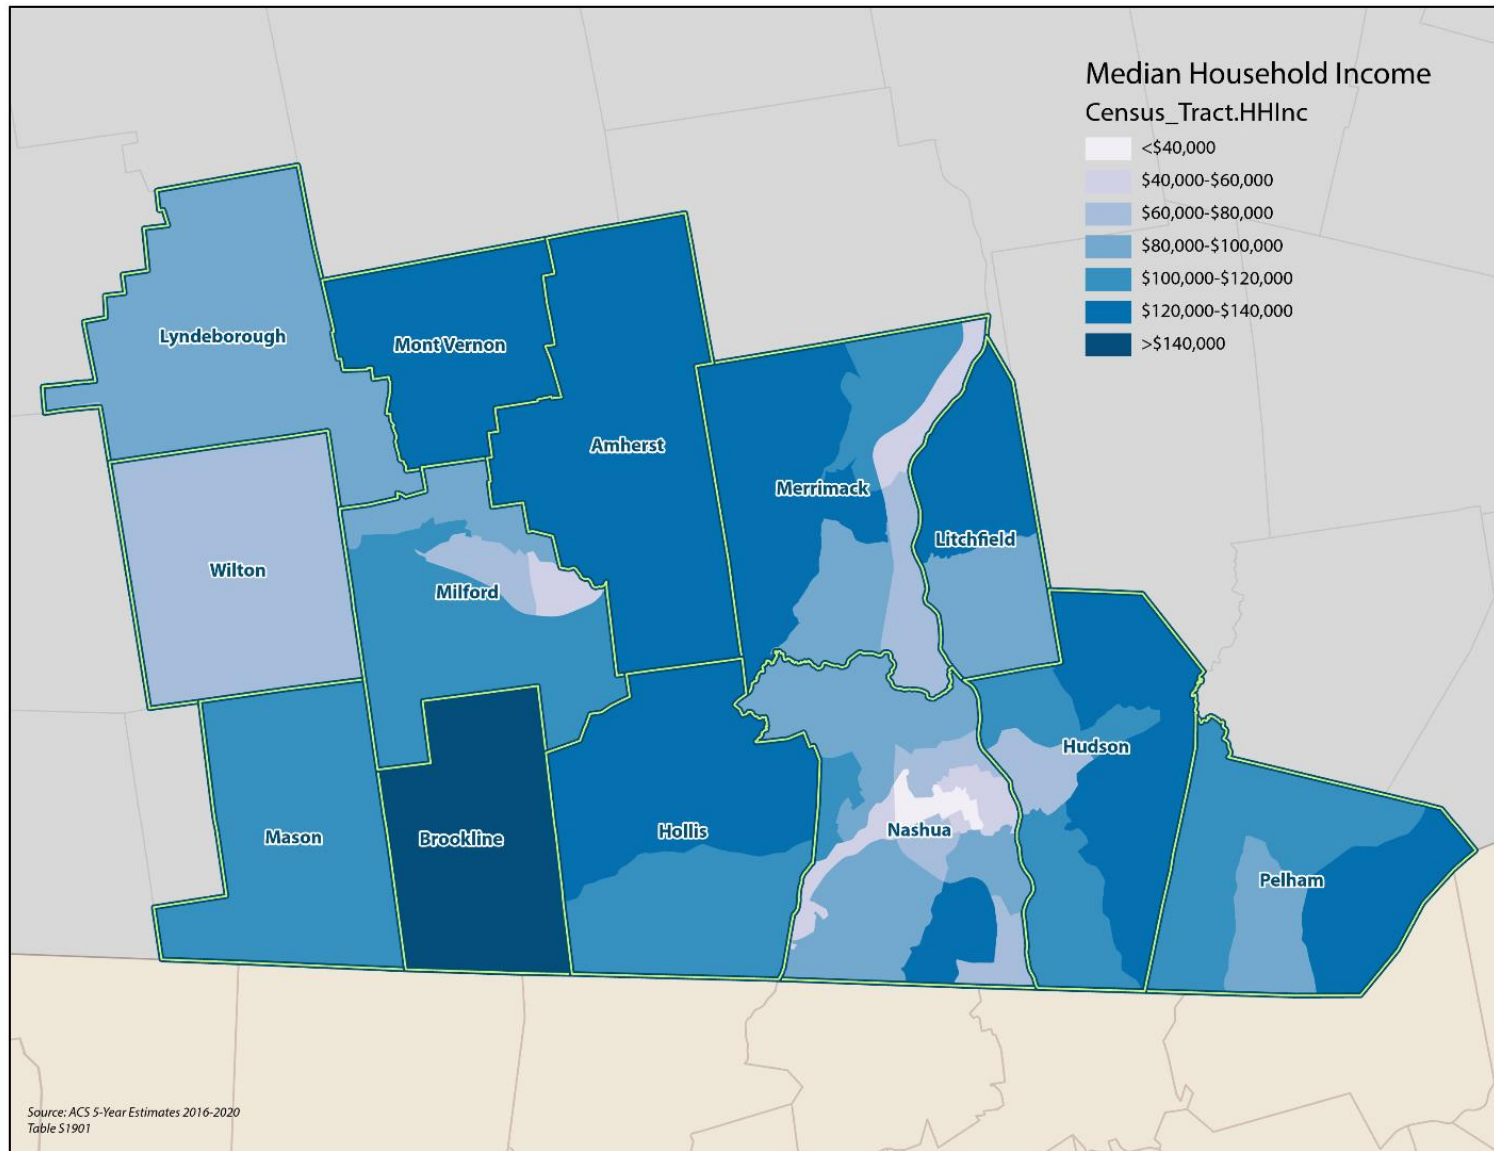 Median Household Income
Census_Tract.HHInc
<$40,000
$40,000-$60,000
$60,000-$80,000
$80,000-$100,000
$100,000-$120,000
$120,000-$140,000
>$140,000
Lyndeborough
Mont Vernon
Amherst
Merrimack
Litchfield
Wilton
Milford
Hudson
Mason
Brookline
Hollis
Nashua
Pelham
Source: ACS 5-Year Estimates 2016-2020
Table S1901